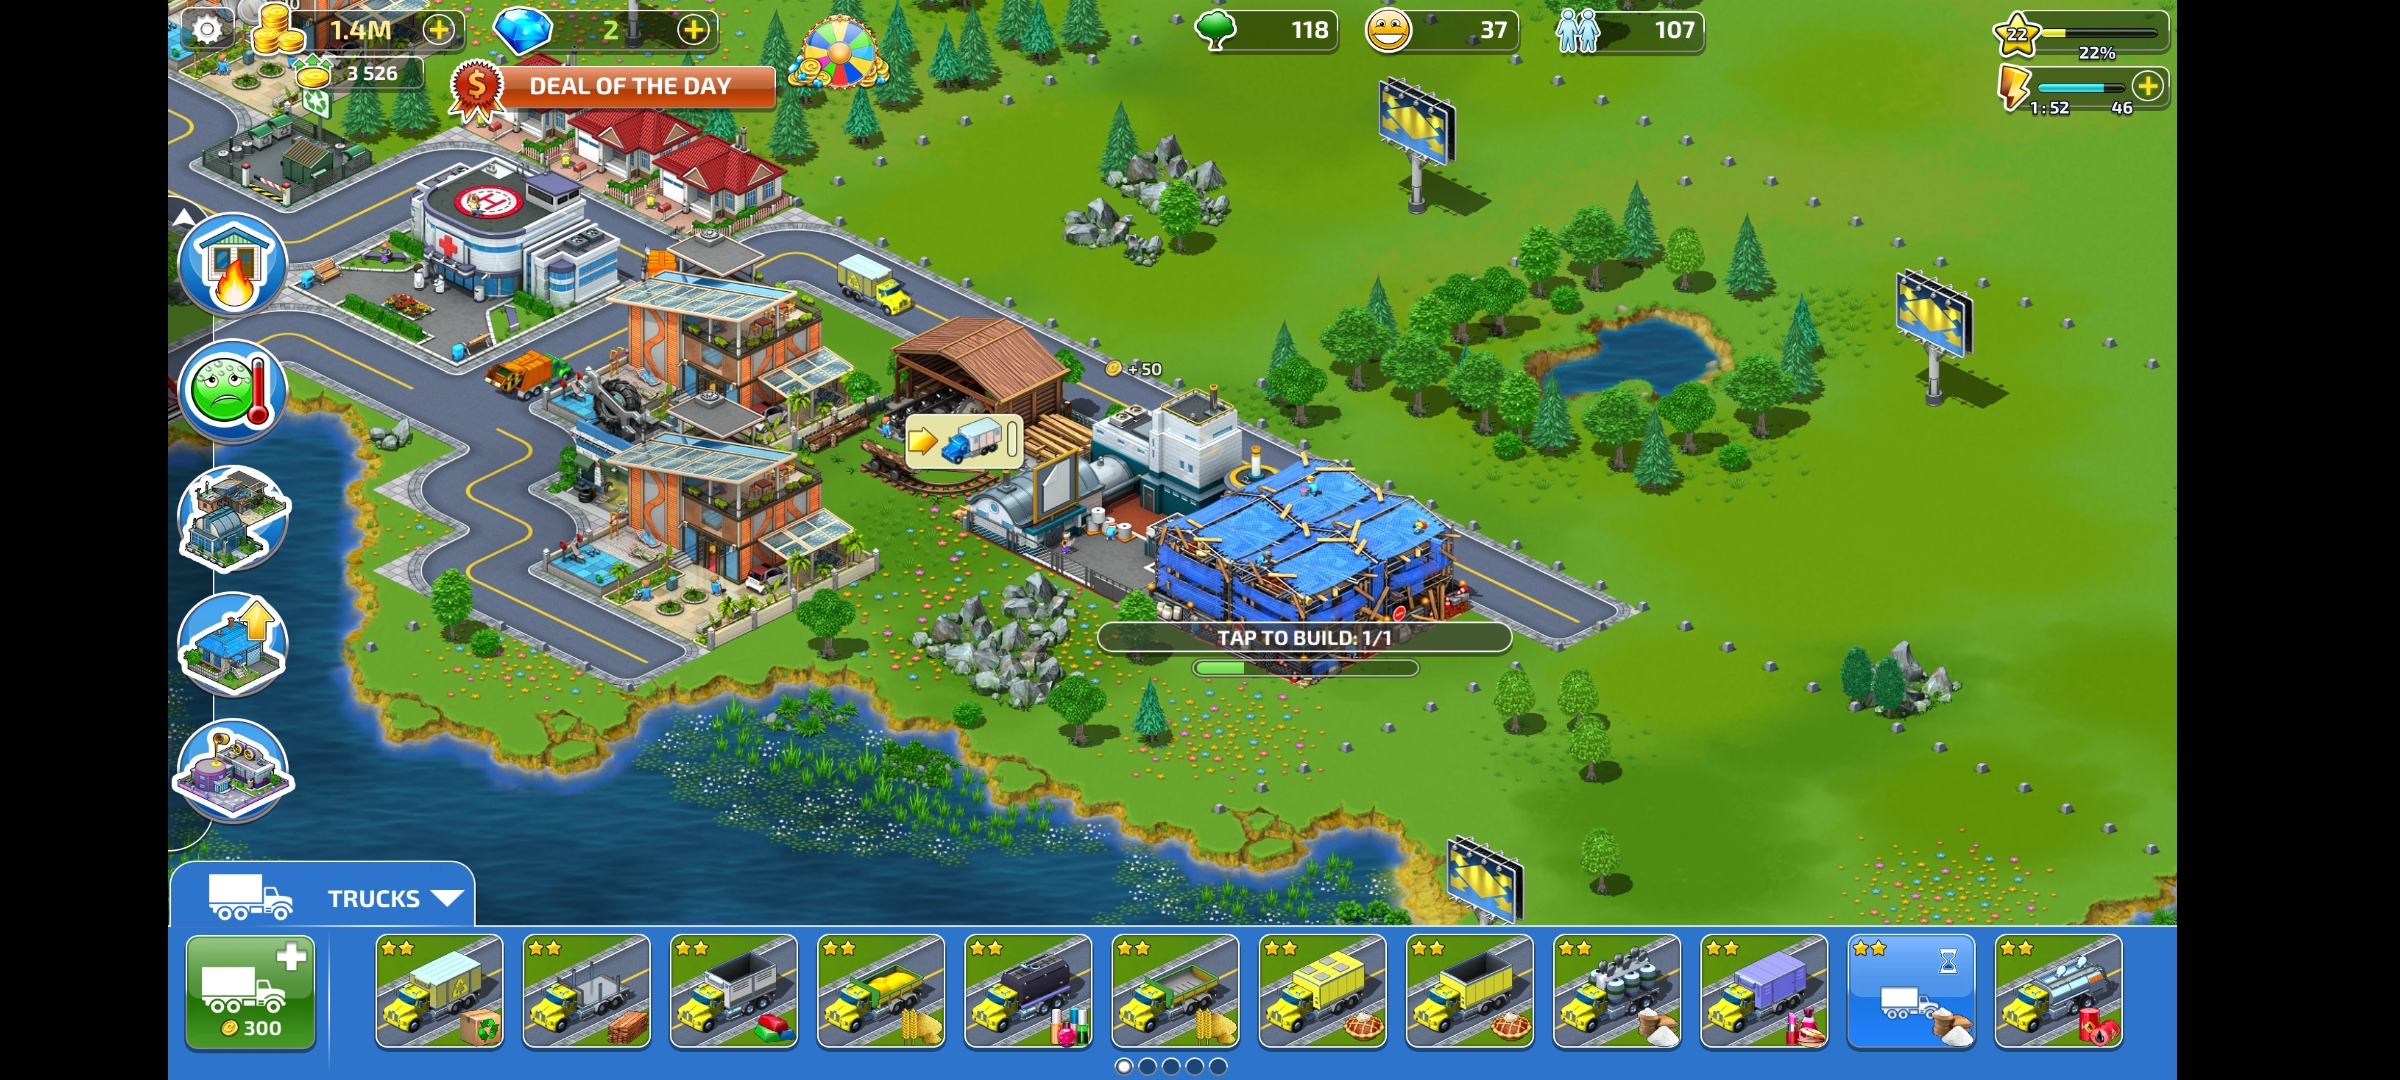 1.4M
2
118
37
107
22
22%
3 526
DEAL OF THE DAY
1:52
46
H
+50
TAP TO BUILD: 1/1
TRUCKS
300